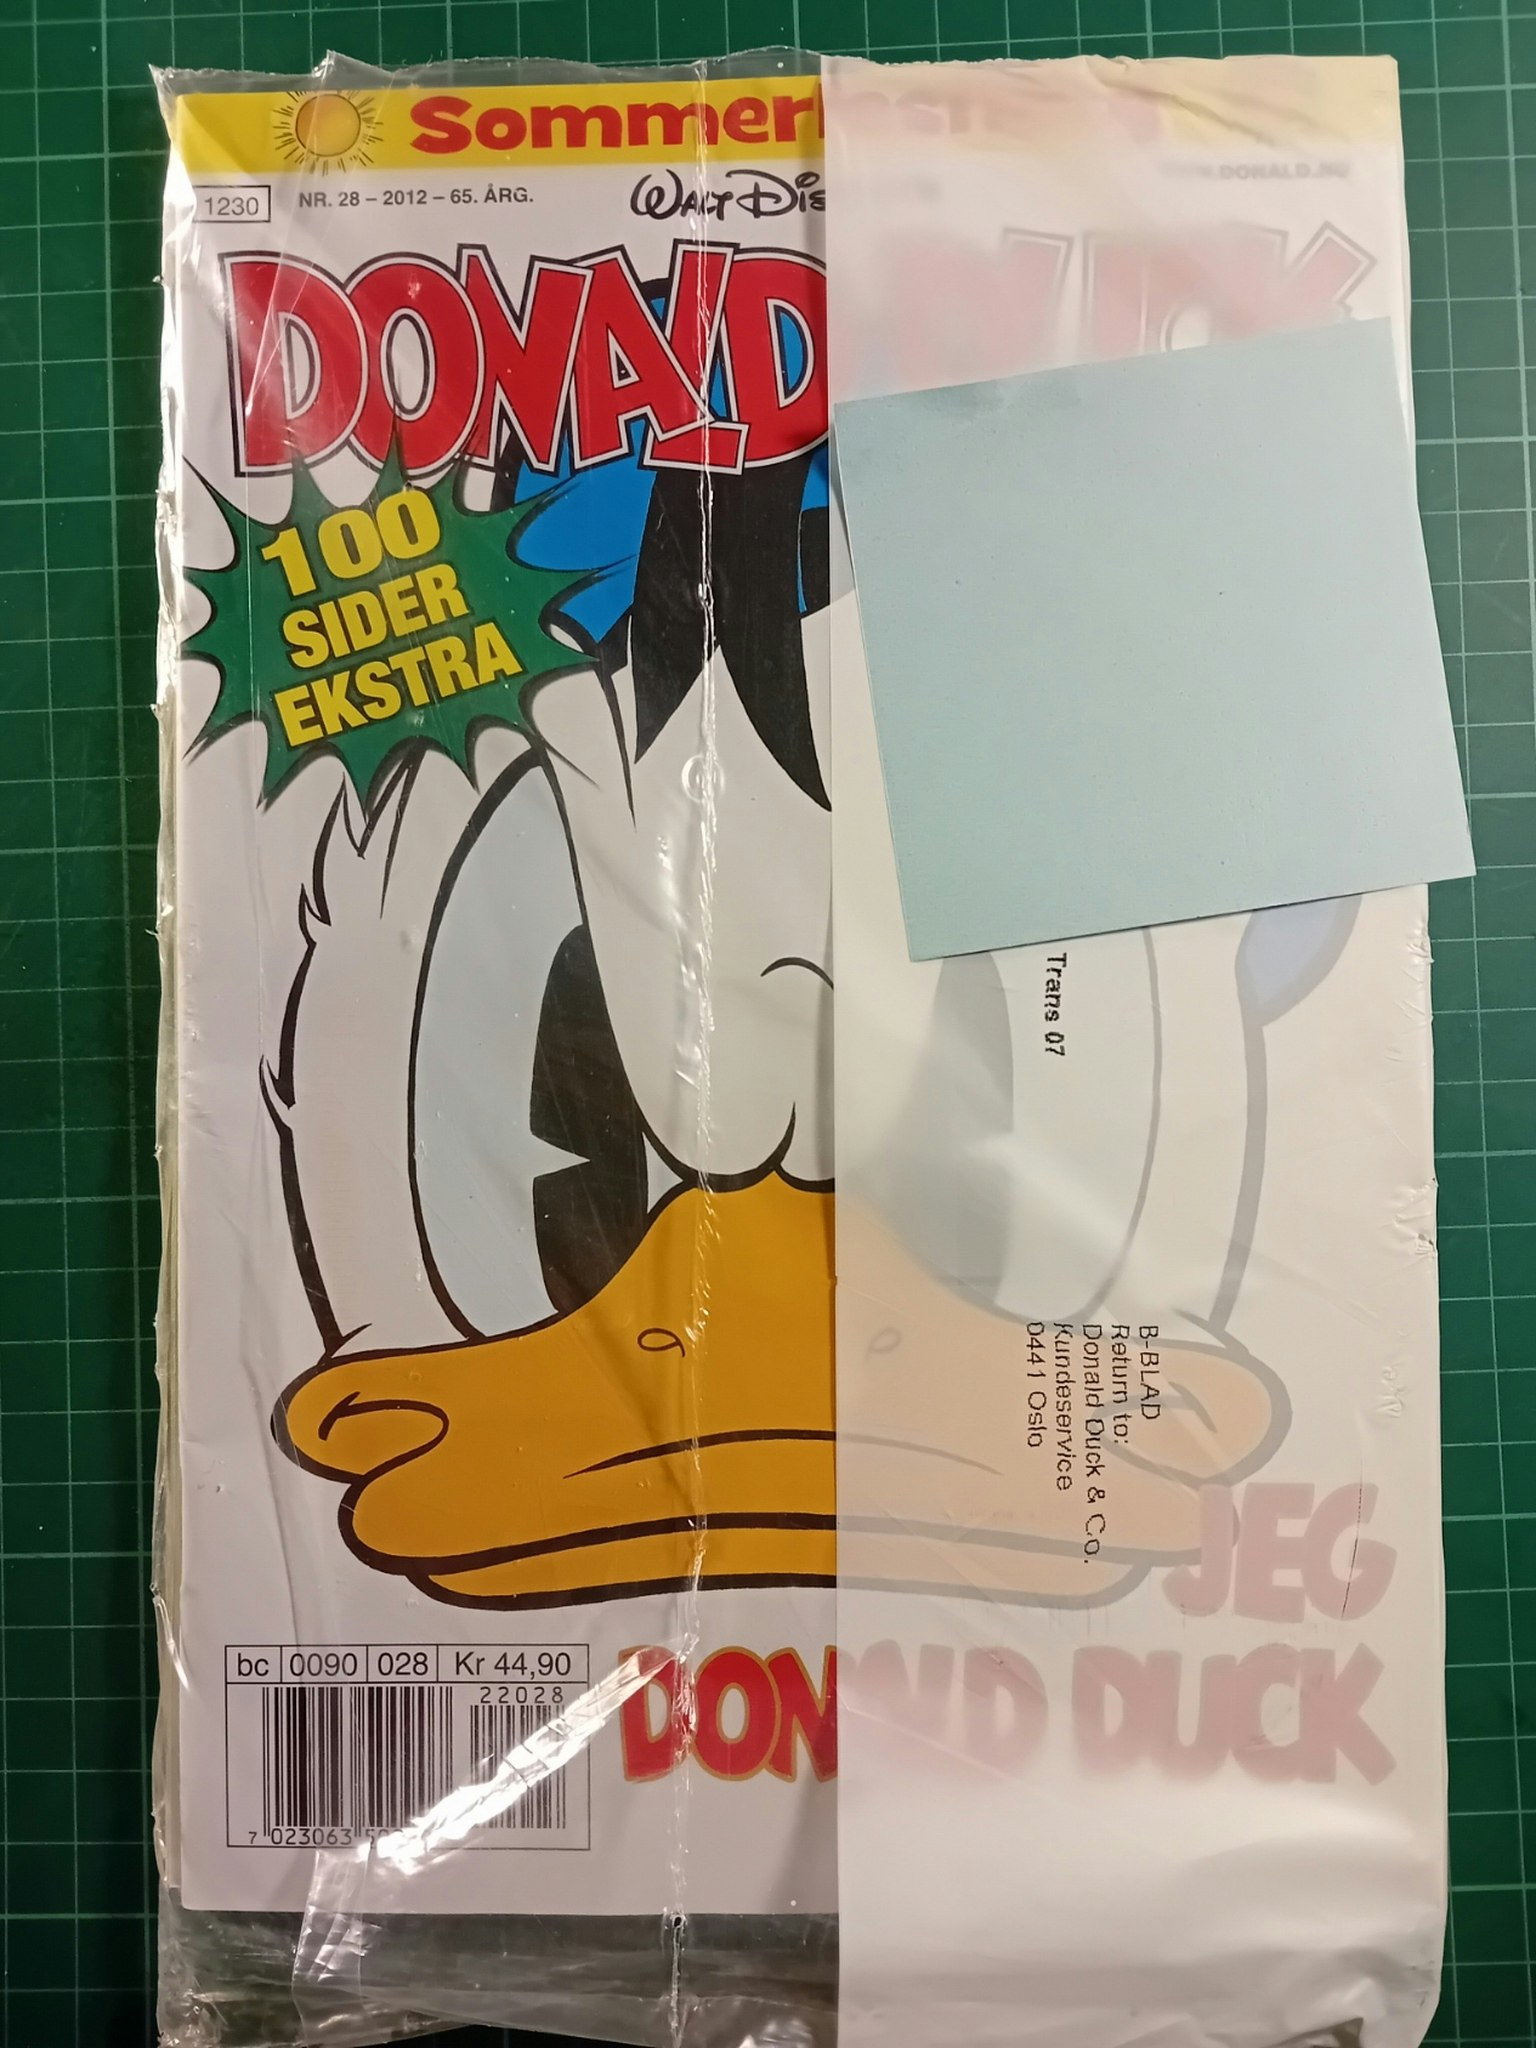 Sommer
WWW.DONALD.NO
1230
NR. 28 – 2012 – 65. ÅRG.
WALT
DONALD DUCK
100
SIDER
EKSTRA
Trans 07
B-BLAD
Return to:
Donald Duck & Co.
Kundeservice
0441 Oslo
JEG
DONALD DUCK
bc 0090 028 Kr 44,90
22028
7 023063